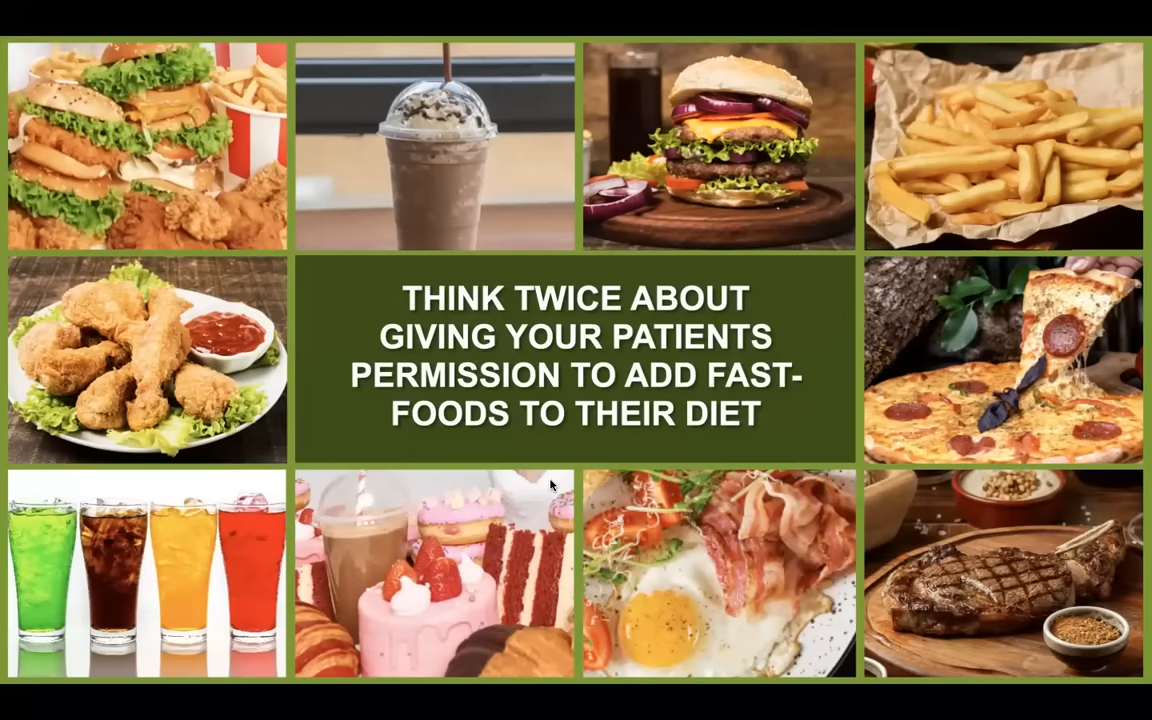 THINK TWICE ABOUT
GIVING YOUR PATIENTS
PERMISSION TO ADD FAST-
FOODS TO THEIR DIET